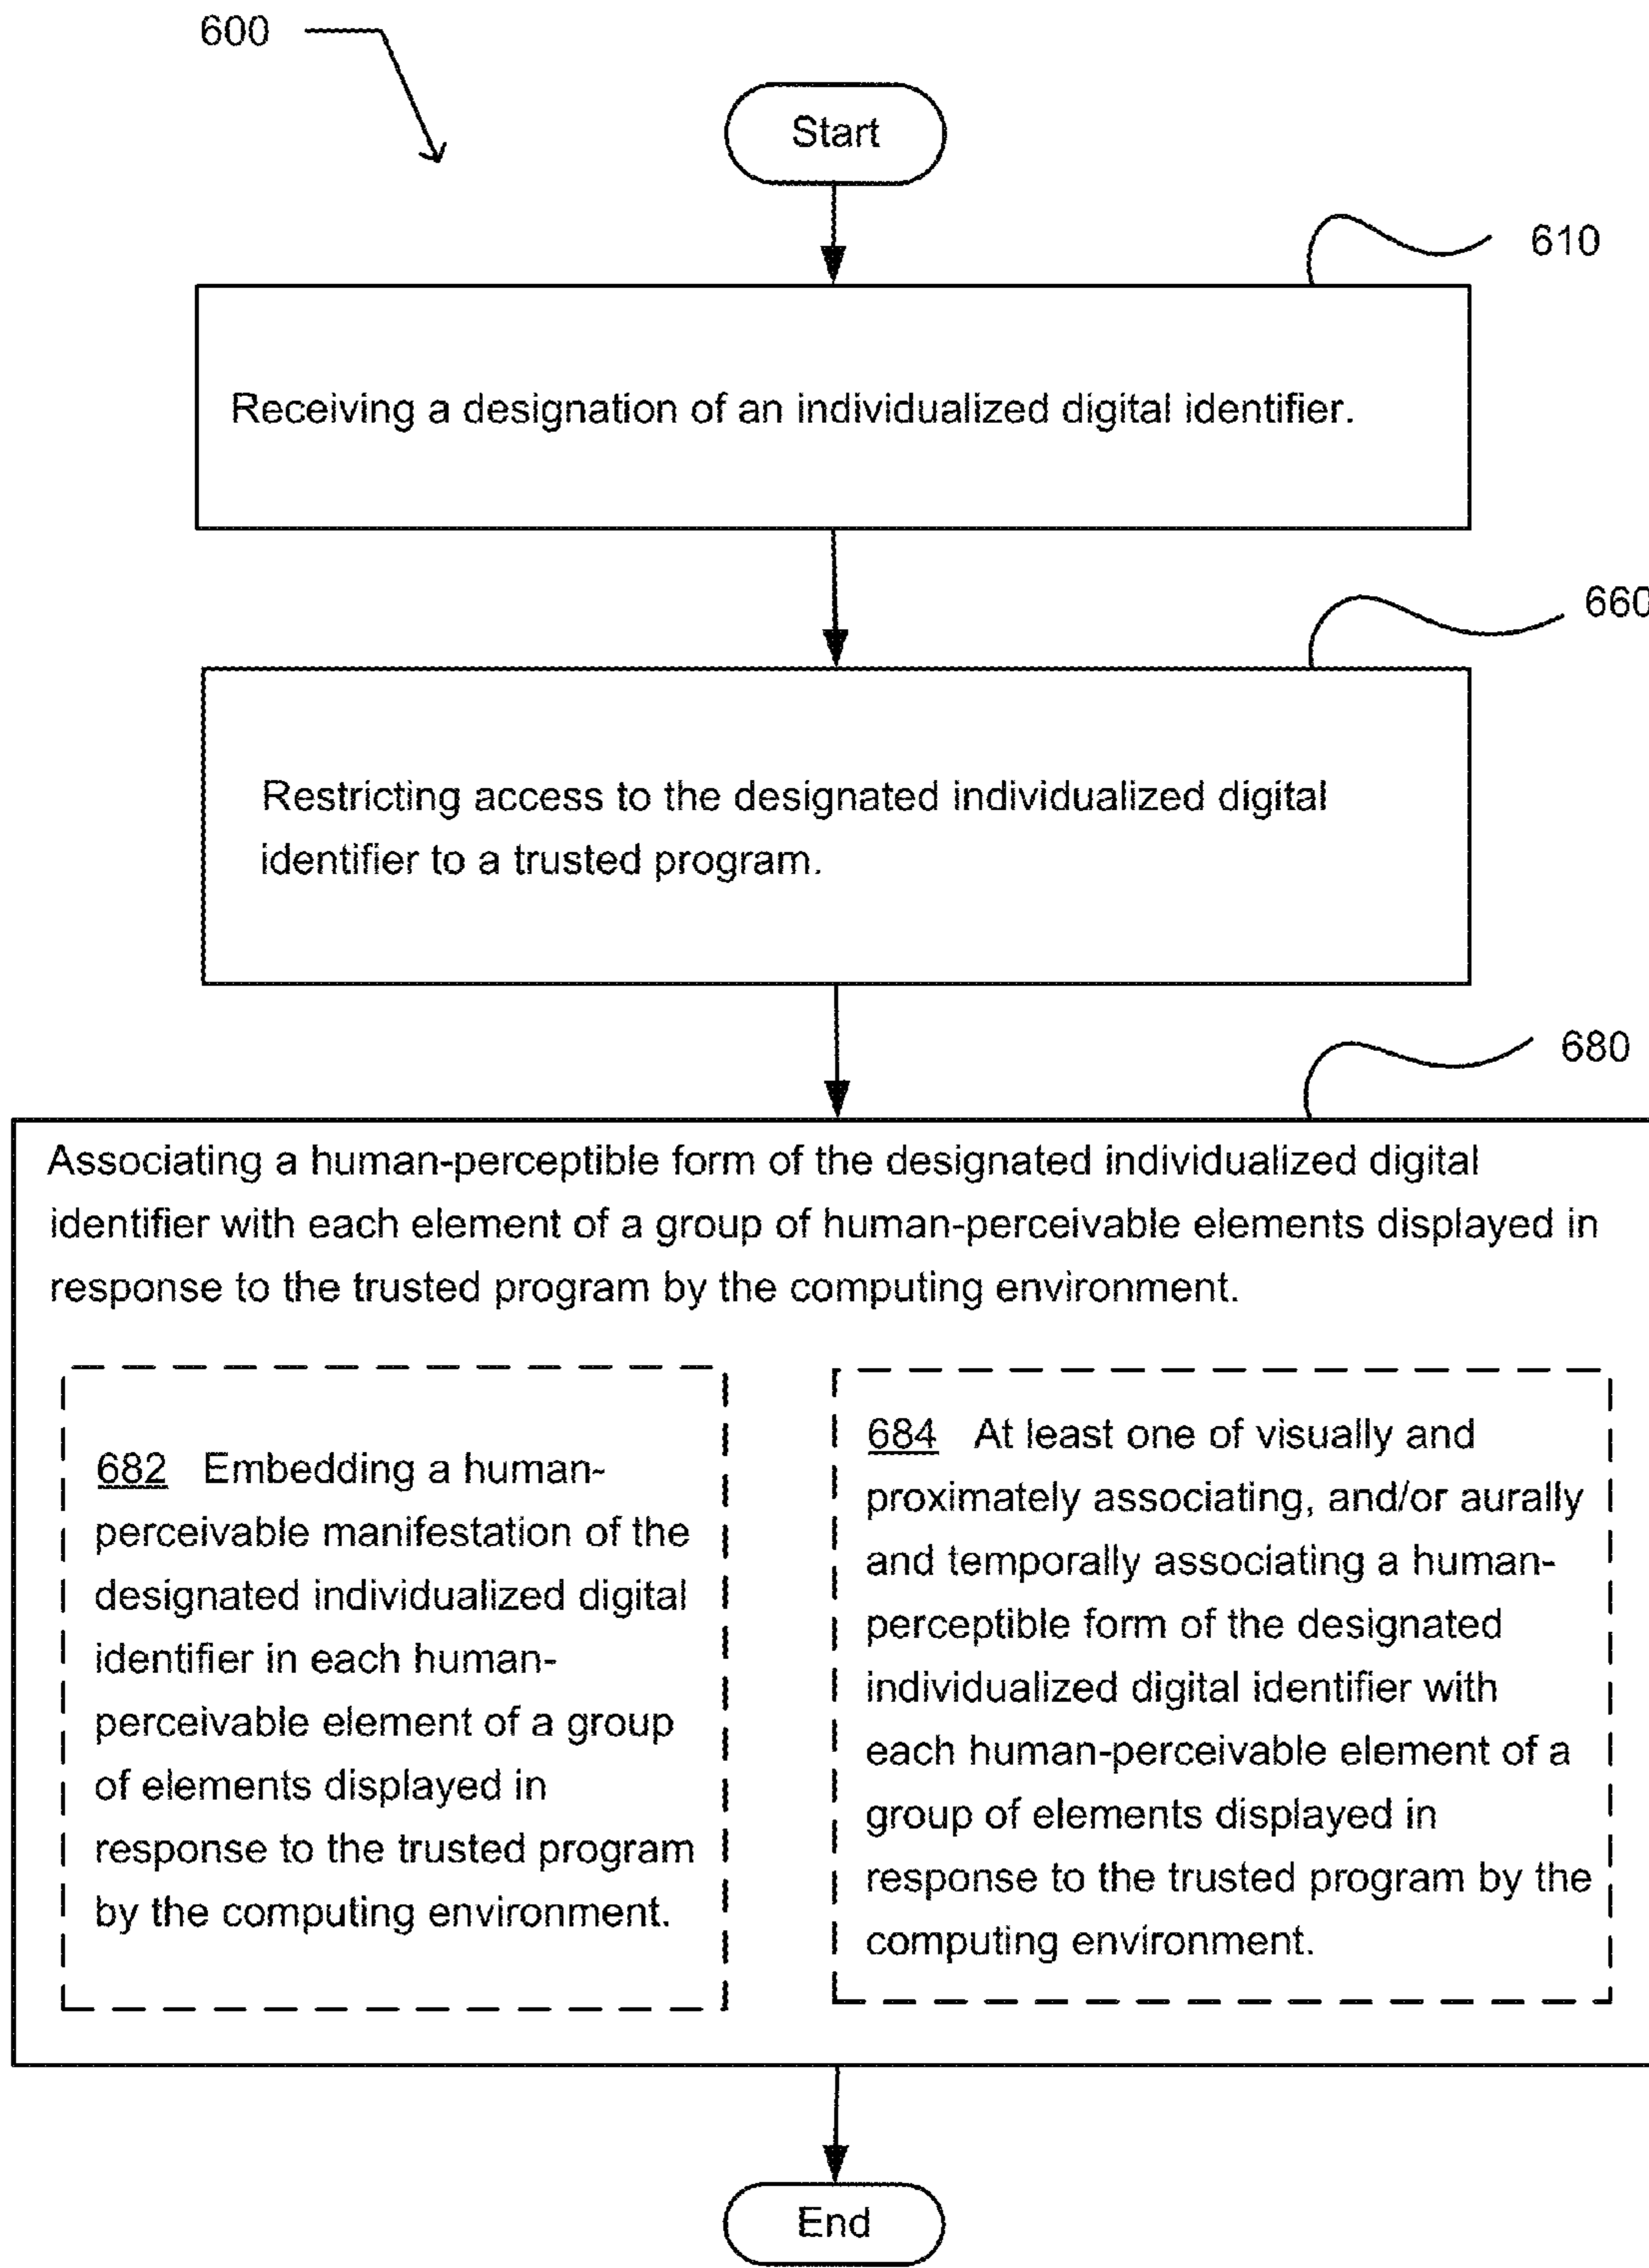 600
Start
610
Receiving a designation of an individualized digital identifier.
660
Restricting access to the designated individualized digital
identifier to a trusted program.
680
Associating a human-perceptible form of the designated individualized digital
identifier with each element of a group of human-perceivable elements displayed in
response to the trusted program by the computing environment.
682 Embedding a human-
perceivable manifestation of the
designated individualized digital
identifier in each human-
perceivable element of a group
of elements displayed in
response to the trusted program
by the computing environment.
684 At least one of visually and
proximately associating, and/or aurally
and temporally associating a human-
perceptible form of the designated
individualized digital identifier with
each human-perceivable element of a
group of elements displayed in
response to the trusted program by the
computing environment.
End